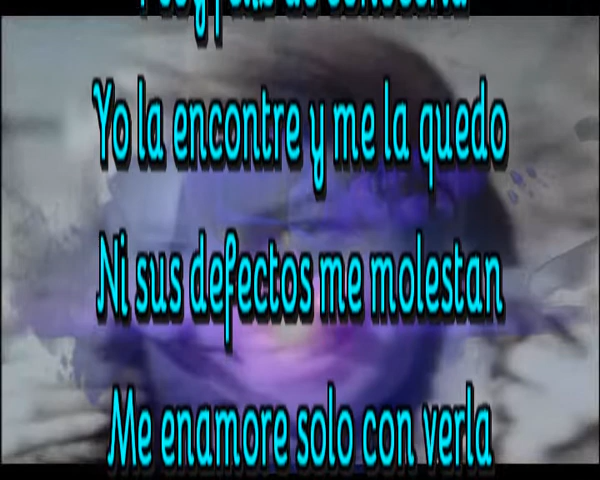 Yo la encontre y me la quedo
Ni sus defectos me molestan
Me enamore solo con verla